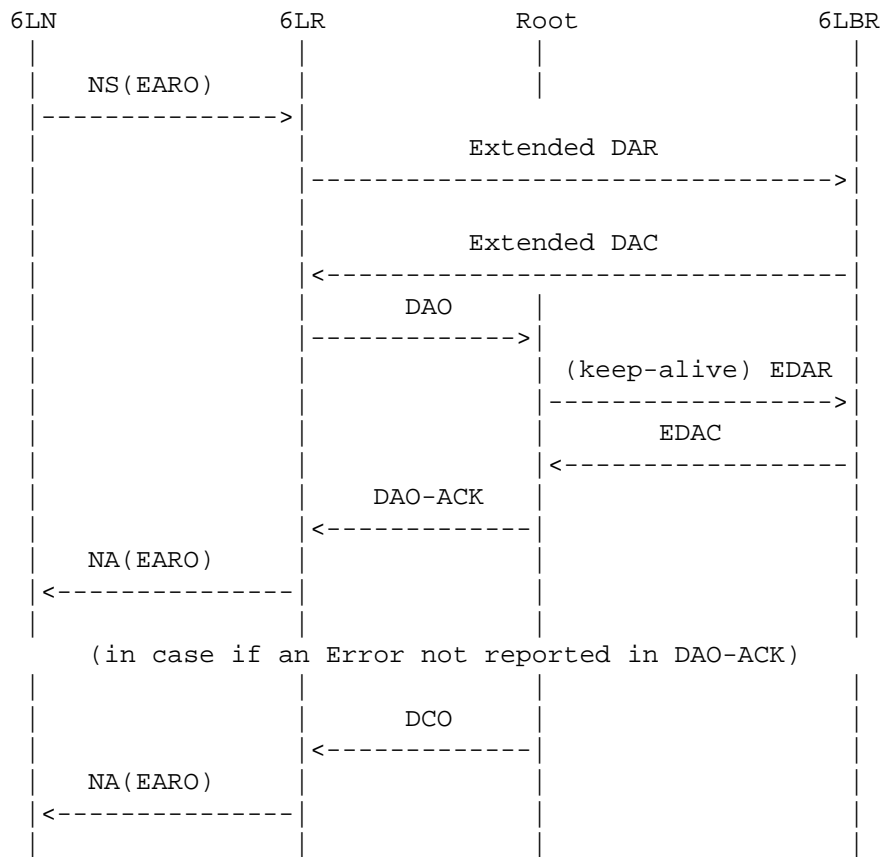 6LN 6LR Root 6LBR
NS(EARO)
Extended DAR
Extended DAC
DAO
(keep-alive) EDAR
EDAC
DAO-ACK
NA(EARO)
(in case if an Error not reported in DAO-ACK)
DCO
NA(EARO)